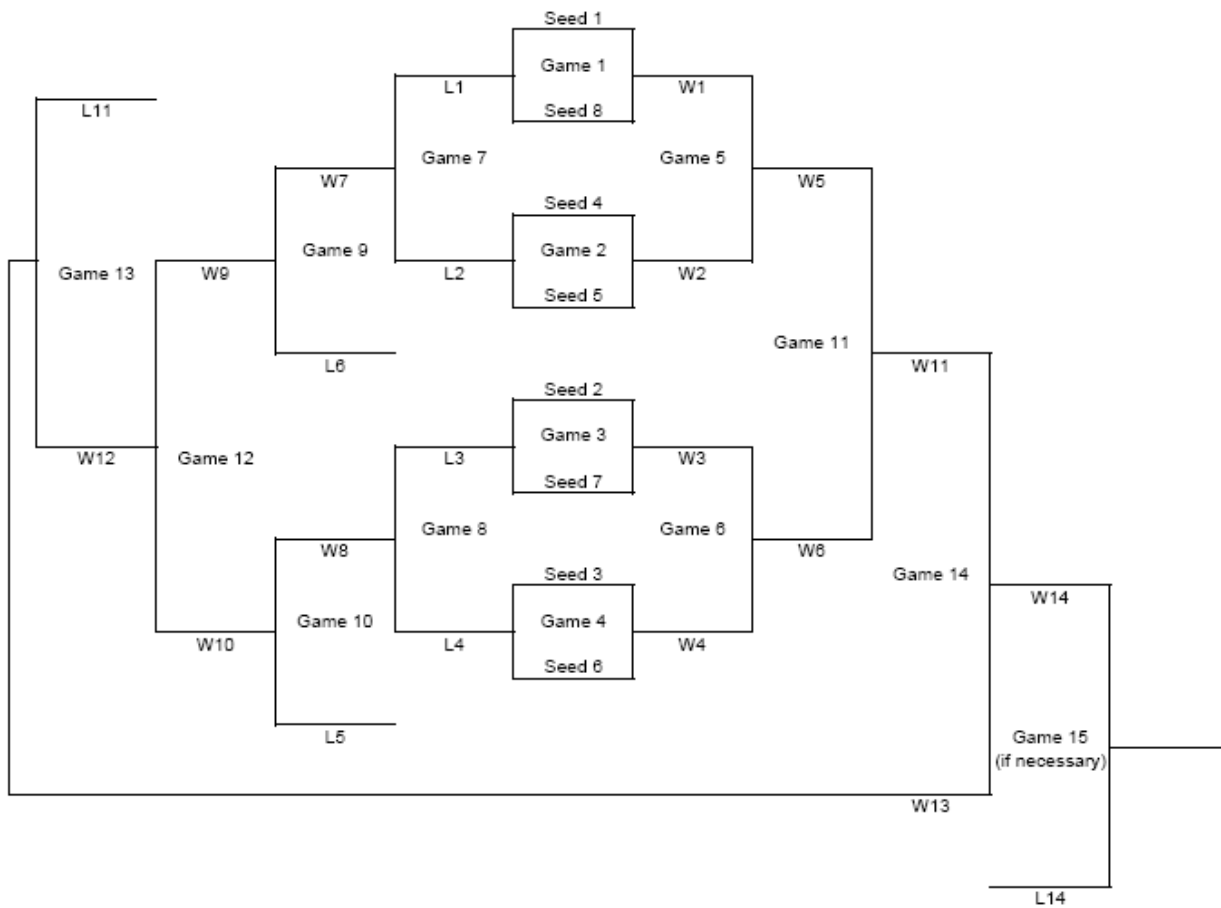 Seed 1
Game 1
L1
W1
Seed 8
L11
Game 7
Game 5
W7
W5
Seed 4
Game 9
Game 2
Game 13
W9
L2
W2
Seed 5
Game 11
L6
W11
Seed 2
Game 3
W12
Game 12
L3
W3
Seed 7
Game 8
Game 6
W8
W6
Seed 3
Game 14
W14
Game 10
Game 4
W10
L4
W4
Seed 6
L5
Game 15
(if necessary)
W13
L14